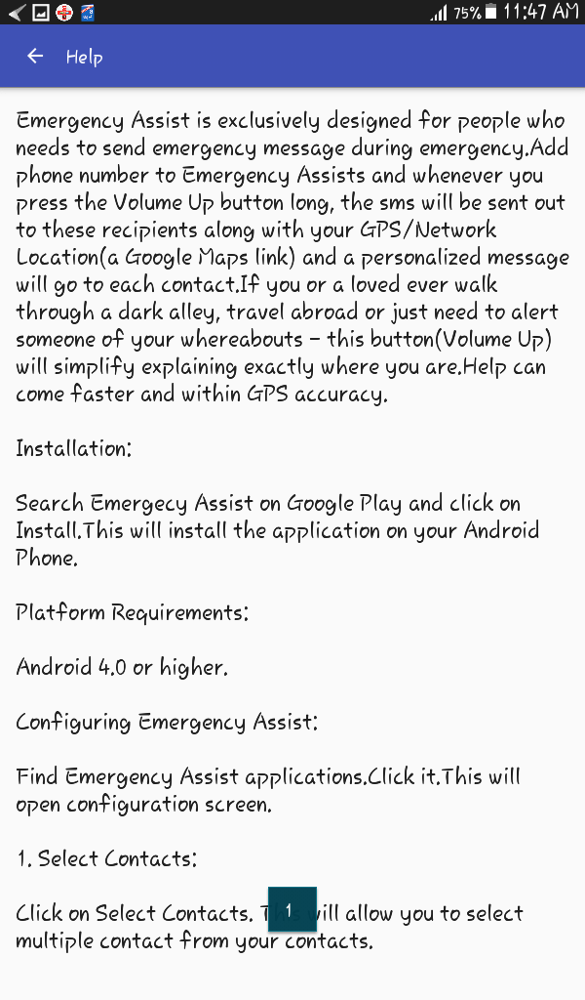 75% 11:47 AM
Help
Emergency Assist is exclusively designed for people who
needs to send emergency message during emergency.Add
phone number to Emergency Assists and whenever you
press the Volume Up button long, the sms will be sent out
to these recipients along with your GPS/Network
Location(a Google Maps link) and a personalized message
will go to each contact.If you or a loved ever walk
through a dark alley, travel abroad or just need to alert
someone of your whereabouts – this button(Volume Up)
will simplify explaining exactly where you are.Help can
come faster and within GPS accuracy.
Installation:
Search Emergecy Assist on Google Play and click on
Install.This will install the application on your Android
Phone.
Platform Requirements:
Android 4.0 or higher.
Configuring Emergency Assist:
Find Emergency Assist applications.Click it.This will
open configuration screen.
1. Select Contacts:
Click on Select Contacts. This will allow you to select
multiple contact from your contacts.
1